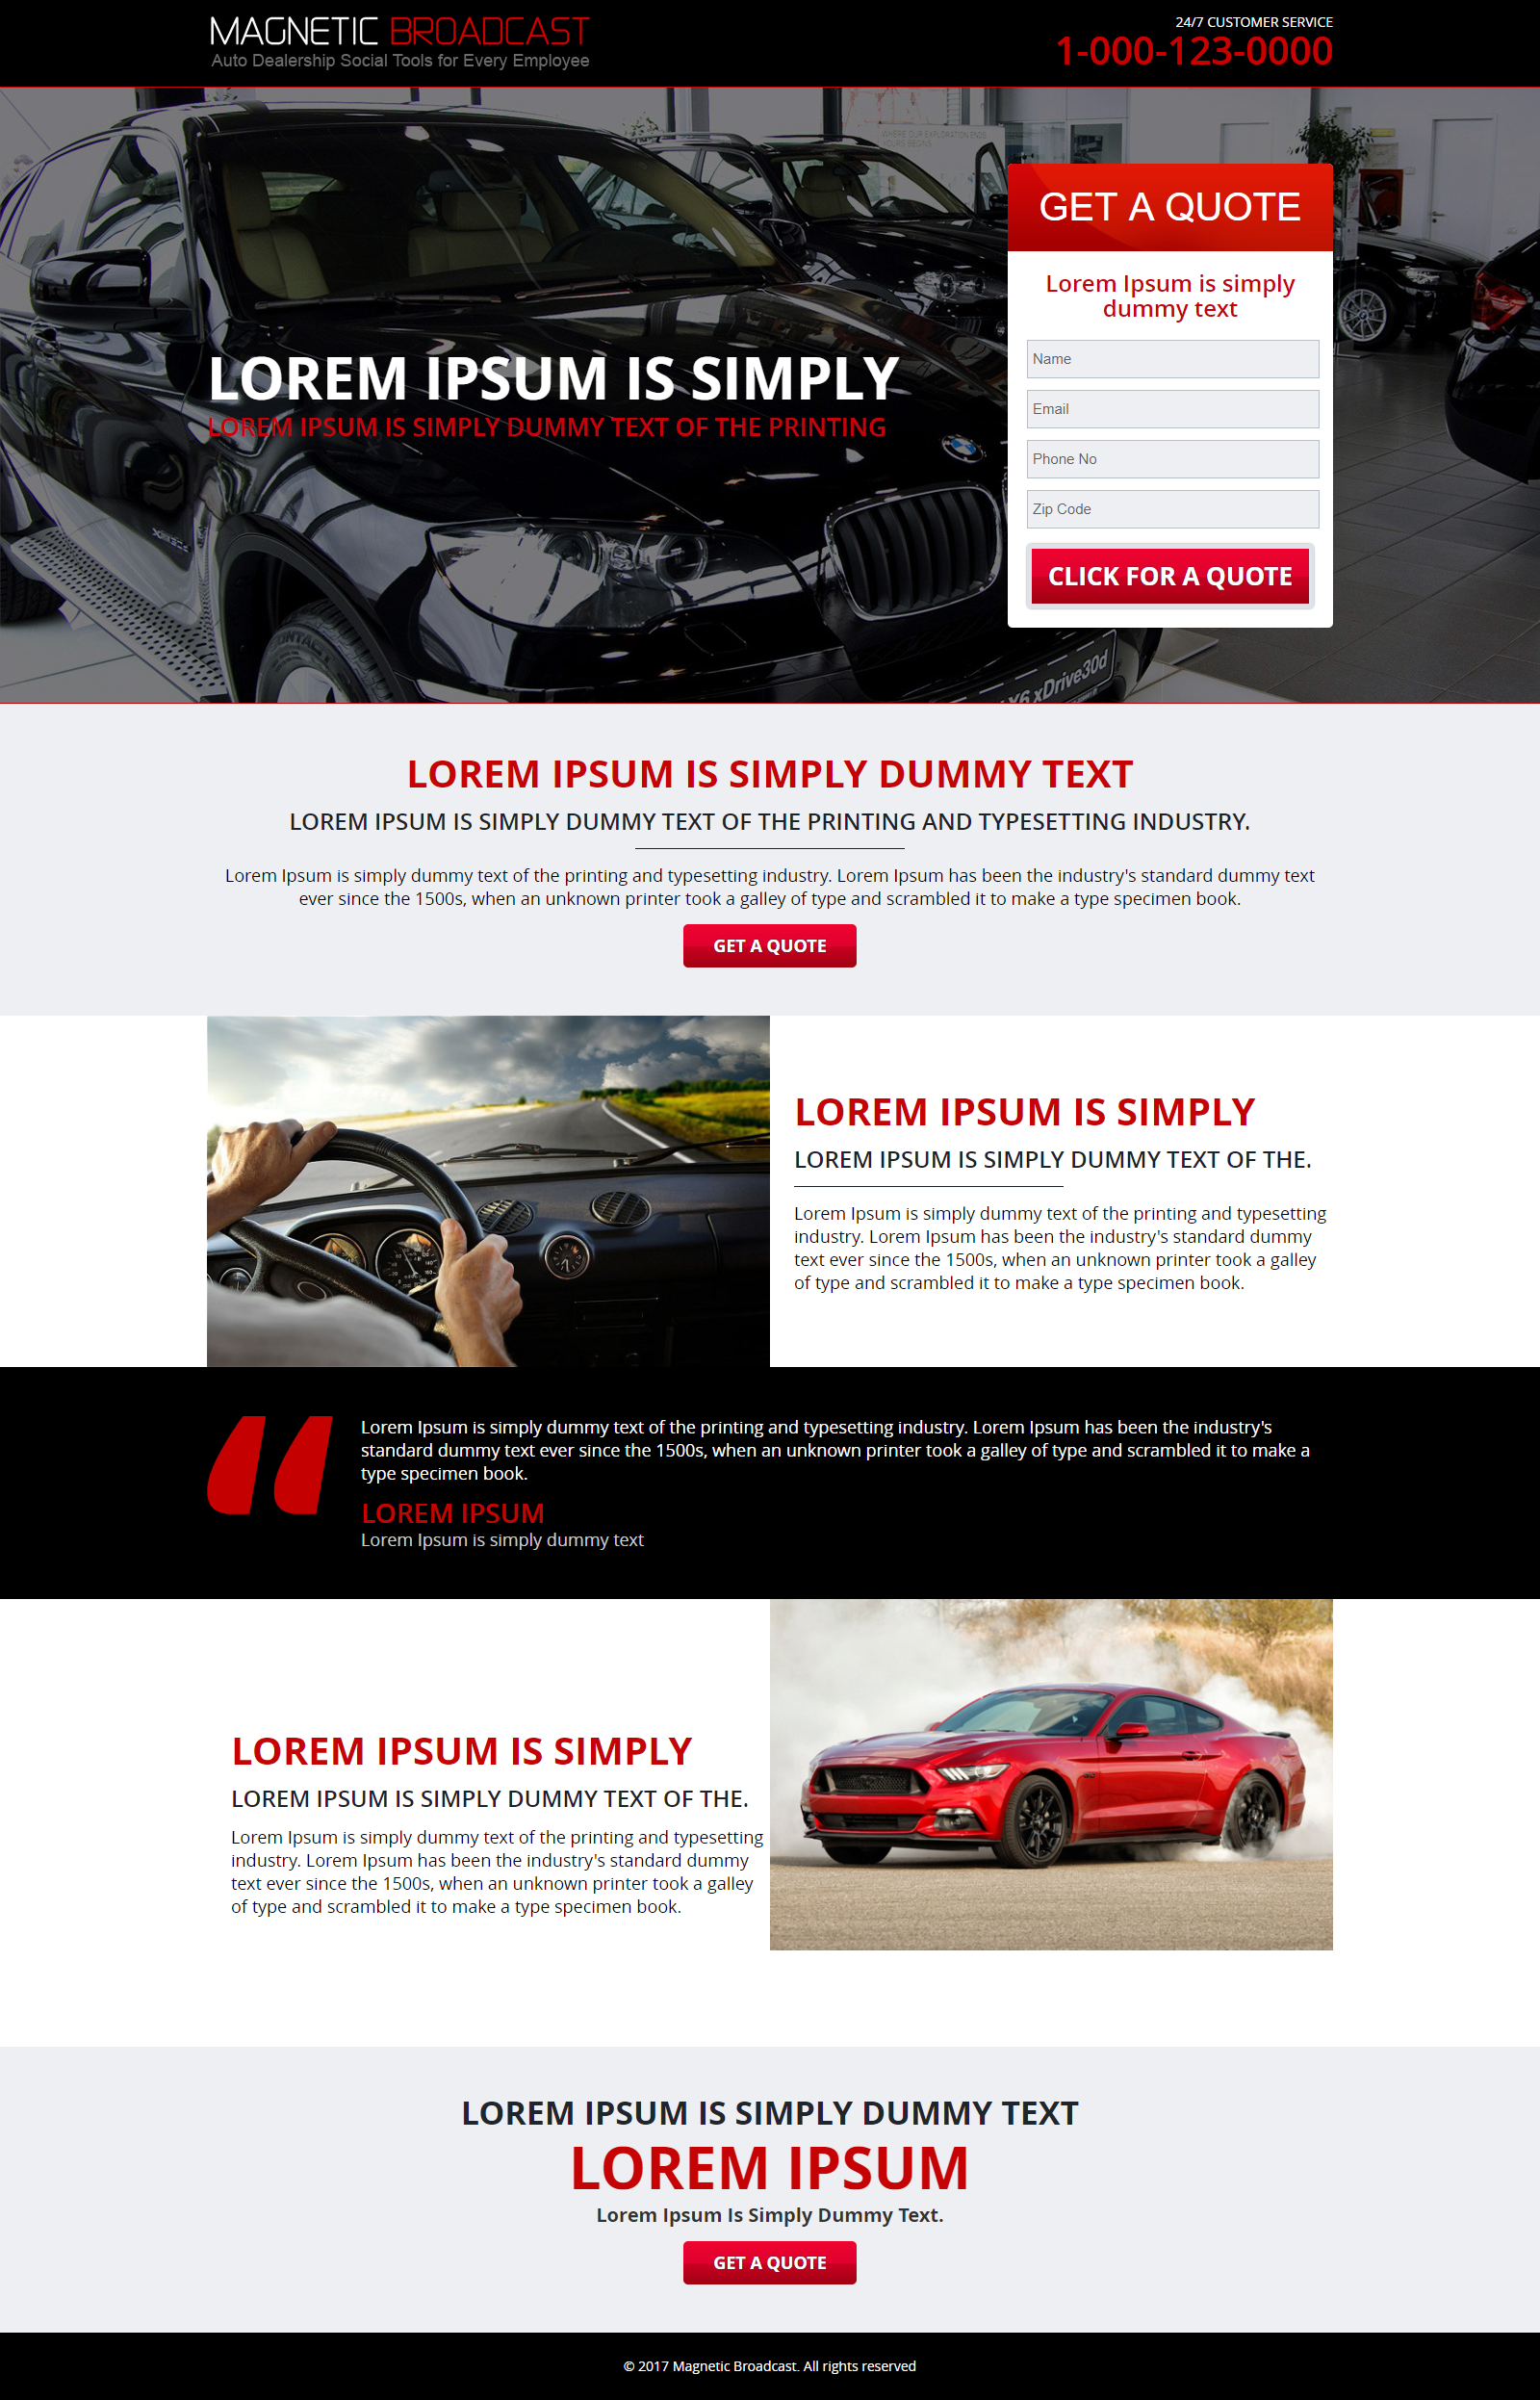 MAGNETIC BROADCAST
Auto Dealership Social Tools for Every Employee
24/7 CUSTOMER SERVICE
1-000-123-0000
WHERE OUR EXPLORATION ENDS
YOURS BEGINS
GET A QUOTE
Lorem Ipsum is simply
dummy text
Name
Email
Phone No
Zip Code
CLICK FOR A QUOTE
LOREM IPSUM IS SIMPLY
LOREM IPSUM IS SIMPLY DUMMY TEXT OF THE PRINTING
BMW
CONTACT
X6 xDrive30d
LOREM IPSUM IS SIMPLY DUMMY TEXT
LOREM IPSUM IS SIMPLY DUMMY TEXT OF THE PRINTING AND TYPESETTING INDUSTRY.
Lorem Ipsum is simply dummy text of the printing and typesetting industry. Lorem Ipsum has been the industry's standard dummy text
ever since the 1500s, when an unknown printer took a galley of type and scrambled it to make a type specimen book.
GET A QUOTE
LOREM IPSUM IS SIMPLY
LOREM IPSUM IS SIMPLY DUMMY TEXT OF THE.
Lorem Ipsum is simply dummy text of the printing and typesetting
industry. Lorem Ipsum has been the industry's standard dummy
text ever since the 1500s, when an unknown printer took a galley
of type and scrambled it to make a type specimen book.
“
Lorem Ipsum is simply dummy text of the printing and typesetting industry. Lorem Ipsum has been the industry's
standard dummy text ever since the 1500s, when an unknown printer took a galley of type and scrambled it to make a
type specimen book.
LOREM IPSUM
Lorem Ipsum is simply dummy text
LOREM IPSUM IS SIMPLY
LOREM IPSUM IS SIMPLY DUMMY TEXT OF THE.
Lorem Ipsum is simply dummy text of the printing and typesetting
industry. Lorem Ipsum has been the industry's standard dummy
text ever since the 1500s, when an unknown printer took a galley
of type and scrambled it to make a type specimen book.
LOREM IPSUM IS SIMPLY DUMMY TEXT
LOREM IPSUM
Lorem Ipsum Is Simply Dummy Text.
GET A QUOTE
© 2017 Magnetic Broadcast. All rights reserved